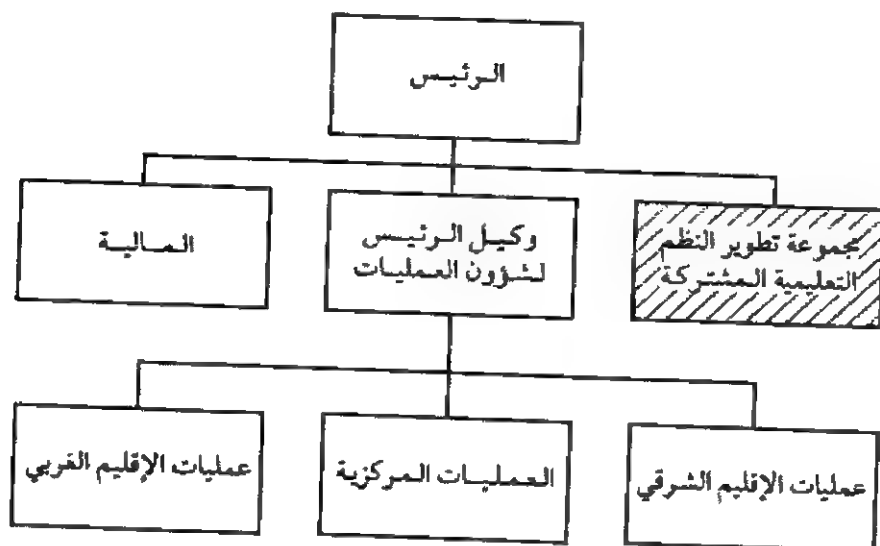 الرئيس
مجموعة تطوير النظم
التعليمية المشتركة
وكيل الرئيس
لشؤون العمليات
المالية
عمليات الإقليم الشرقي
العمليات المركزية
عمليات الإقليم الغربي